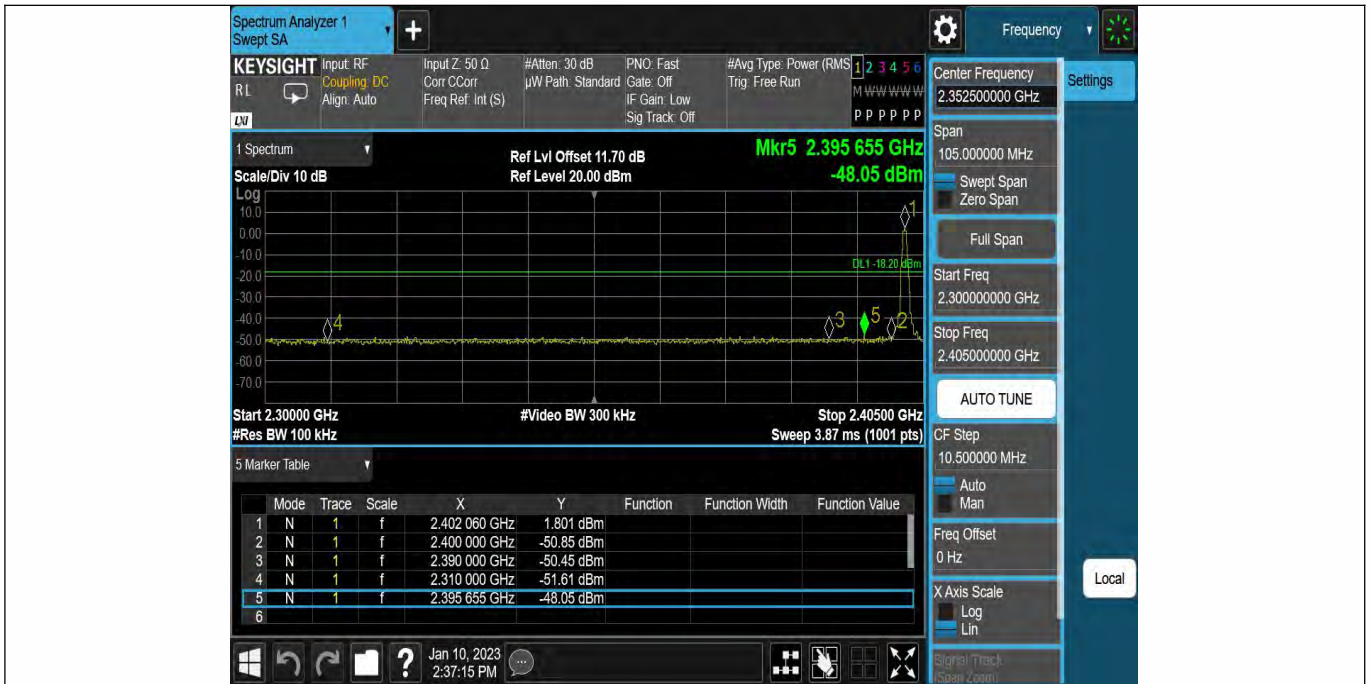 Spectrum Analyzer 1
Swept SA
+
Frequency
KEYSIGHT
RL
LXI
Input: RF
Coupling: DC
Align: Auto
Input Z: 50 Ω
Corr CCorr
Freq Ref: Int (S)
#Atten: 30 dB
µW Path: Standard
PNO: Fast
Gate: Off
IF Gain: Low
Sig Track: Off
#Avg Type: Power (RMS
Trig: Free Run
1 2 3 4 5 6
M W W W W W
P P P P P P
1 Spectrum
Scale/Div 10 dB
Ref Lvl Offset 11.70 dB
Ref Level 20.00 dBm
Mkr5 2.395 655 GHz
-48.05 dBm
Log
10.0
0.00
-10.0
-20.0
-30.0
-40.0
-50.0
-60.0
-70.0
1
DL1 -18.20 dBm
4
3
5
2
Start 2.30000 GHz
#Video BW 300 kHz
Stop 2.40500 GHz
#Res BW 100 kHz
Sweep 3.87 ms (1001 pts)
5 Marker Table
Mode Trace Scale X Y Function Function Width Function Value
1 N 1 f 2.402 060 GHz 1.801 dBm
2 N 1 f 2.400 000 GHz -50.85 dBm
3 N 1 f 2.390 000 GHz -50.45 dBm
4 N 1 f 2.310 000 GHz -51.61 dBm
5 N 1 f 2.395 655 GHz -48.05 dBm
6
Center Frequency
2.352500000 GHz
Settings
Span
105.000000 MHz
Swept Span
Zero Span
Full Span
Start Freq
2.300000000 GHz
Stop Freq
2.405000000 GHz
AUTO TUNE
CF Step
10.500000 MHz
Auto
Man
Freq Offset
0 Hz
X Axis Scale
Log
Lin
Signal Track
(Span Zoom)
Local
?
Jan 10, 2023
2:37:15 PM